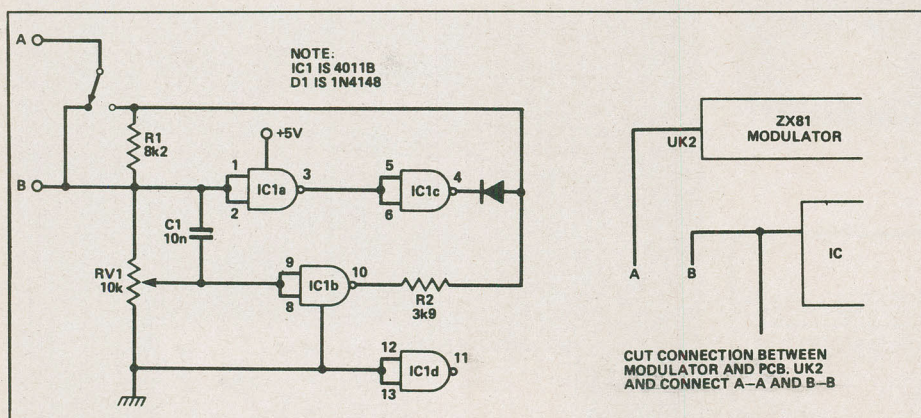 A
NOTE:
IC1 IS 4011B
D1 IS 1N4148
+5V
R1
8k2
1
2
IC1a
3
5
6
IC1c
4
B
C1
10n
RV1
10k
9
8
IC1b
10
R2
3k9
12
13
IC1d
11
ZX81
MODULATOR
UK2
A
B
IC
CUT CONNECTION BETWEEN
MODULATOR AND PCB. UK2
AND CONNECT A–A AND B–B